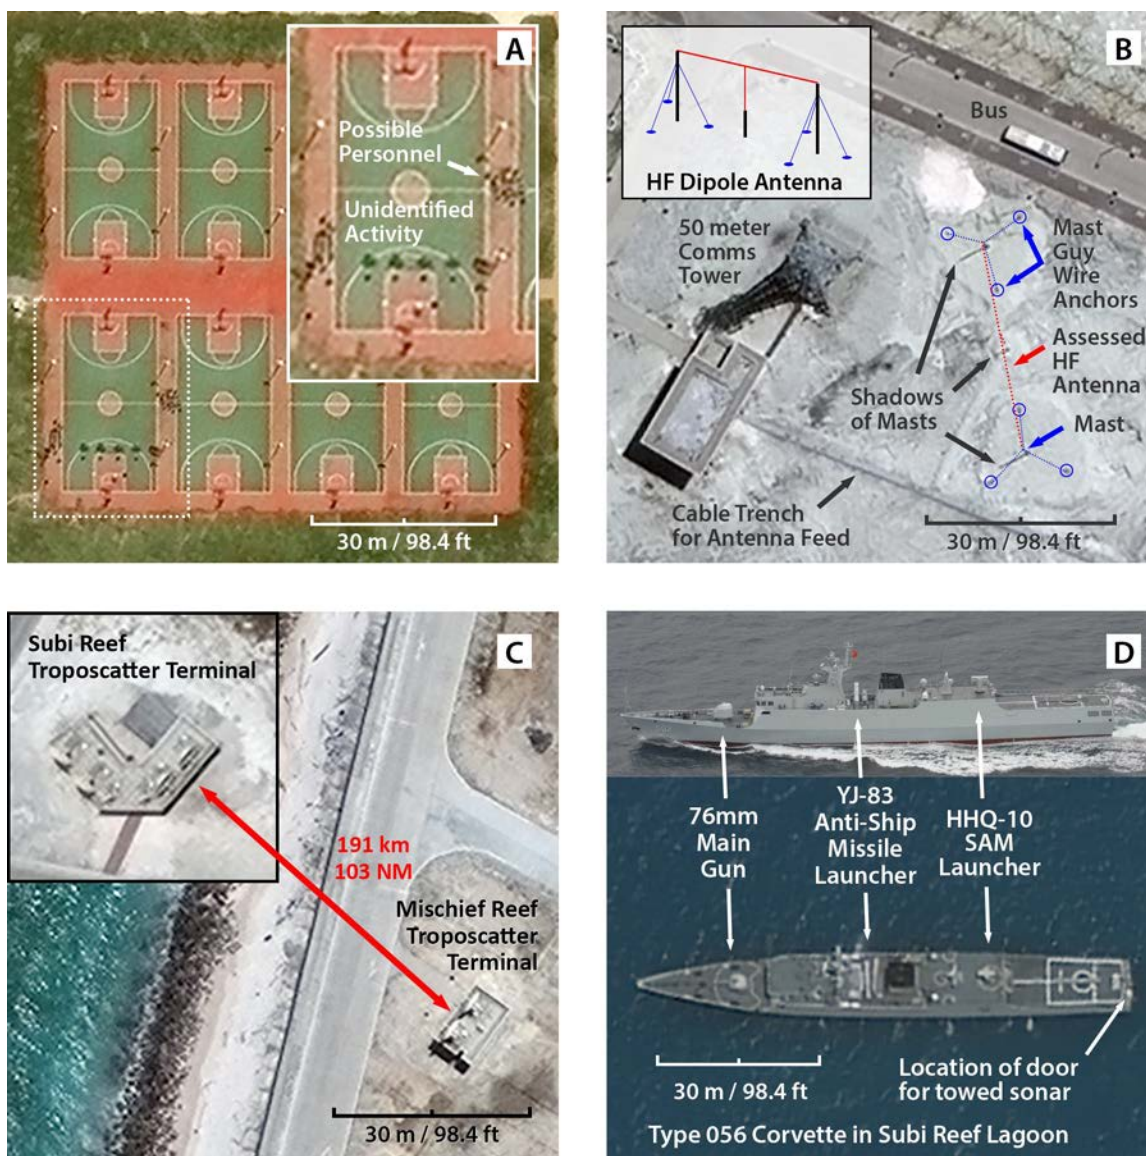 A
Possible
Personnel
Unidentified
Activity
30 m / 98.4 ft
B
HF Dipole Antenna
Bus
50 meter
Comms
Tower
Mast
Guy
Wire
Anchors
Assessed
HF
Antenna
Shadows
of Masts
Mast
Cable Trench
for Antenna Feed
30 m / 98.4 ft
C
Subi Reef
Troposcatter Terminal
191 km
103 NM
Mischief Reef
Troposcatter
Terminal
30 m / 98.4 ft
D
76mm
Main
Gun
YJ-83
Anti-Ship
Missile
Launcher
HHQ-10
SAM
Launcher
30 m / 98.4 ft
Location of door
for towed sonar
Type 056 Corvette in Subi Reef Lagoon